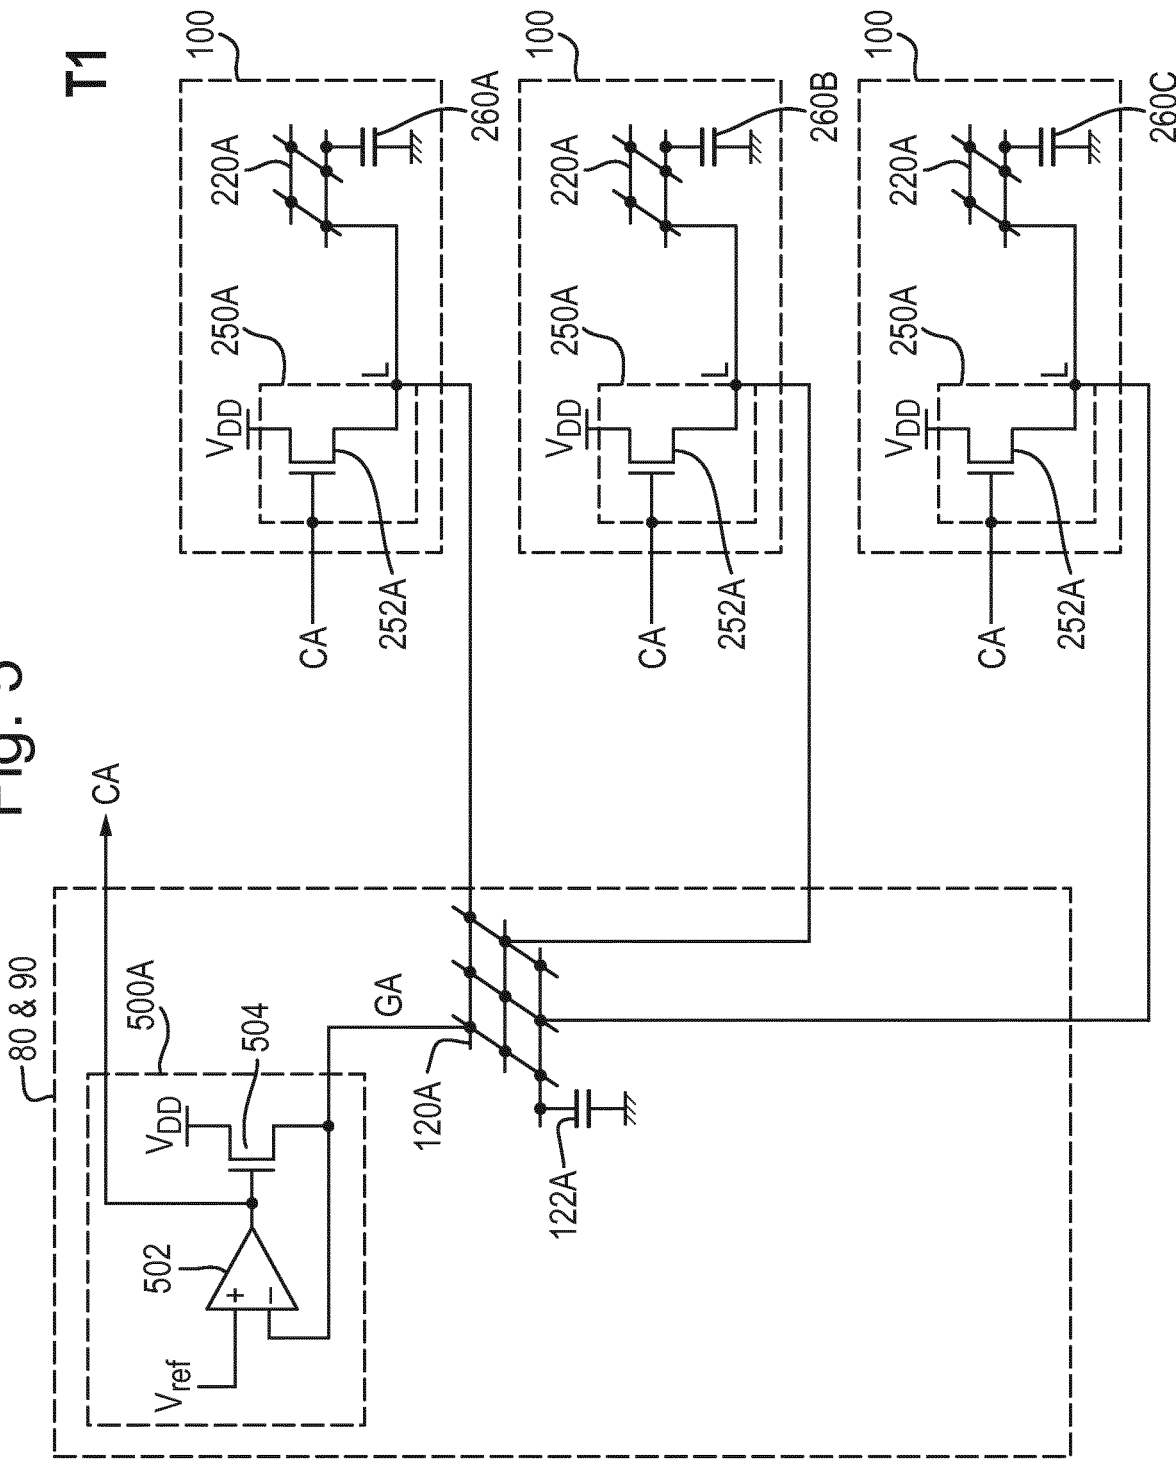 Fig. 5
T1
100
220A
260A
250A
L
VDD
CA
252A
100
220A
260B
250A
L
VDD
CA
252A
100
220A
260C
250A
L
VDD
CA
252A
CA
80 & 90
500A
504
VDD
502
+
−
Vref
GA
120A
122A